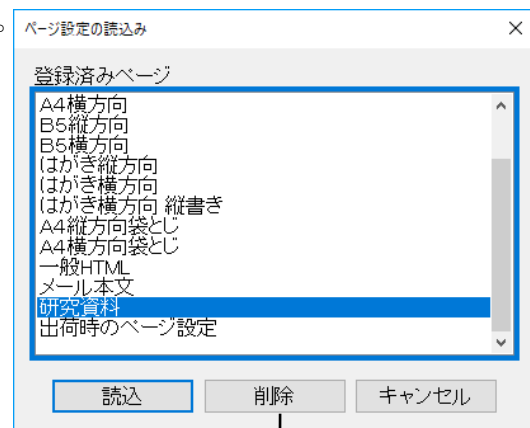 ページ設定の読込み
登録済みページ
A4横方向
B5縦方向
B5横方向
はがき縦方向
はがき横方向
はがき横方向 縦書き
A4縦方向袋とじ
A4横方向袋とじ
一般HTML
メール本文
研究資料
出荷時のページ設定
読込 削除 キャンセル